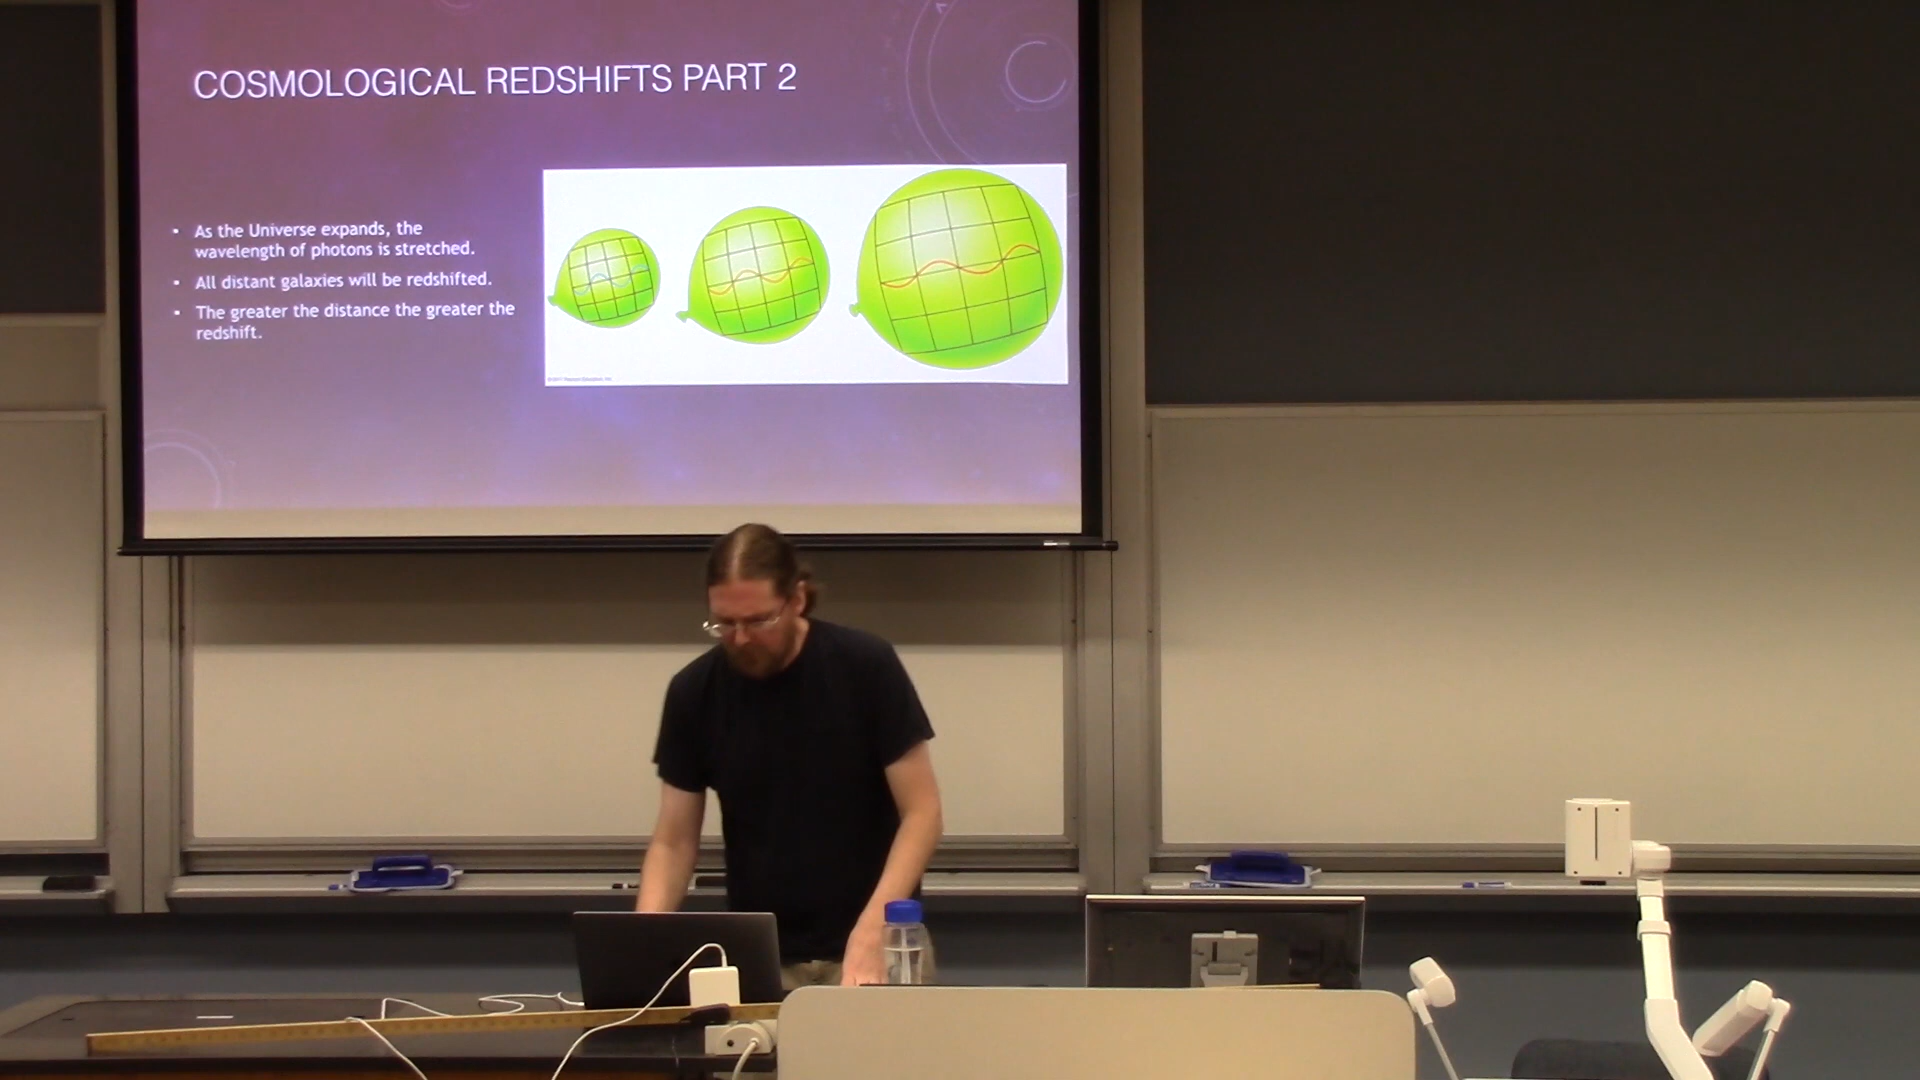 COSMOLOGICAL REDSHIFTS PART 2
• As the Universe expands, the
wavelength of photons is stretched.
• All distant galaxies will be redshifted.
• The greater the distance the greater the
redshift.